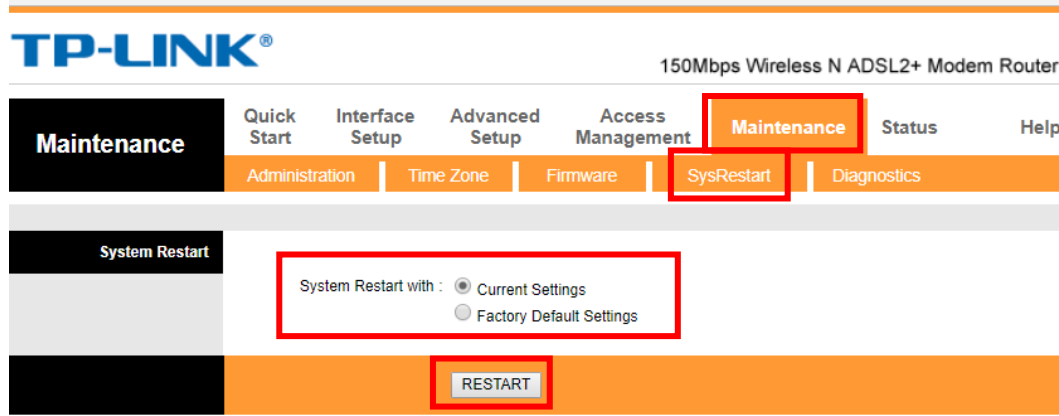 TP-LINK®
150Mbps Wireless N ADSL2+ Modem Router
Maintenance
Quick Start
Interface Setup
Advanced Setup
Access Management
Maintenance
Status
Help
Administration
Time Zone
Firmware
SysRestart
Diagnostics
System Restart
System Restart with :
Current Settings
Factory Default Settings
RESTART